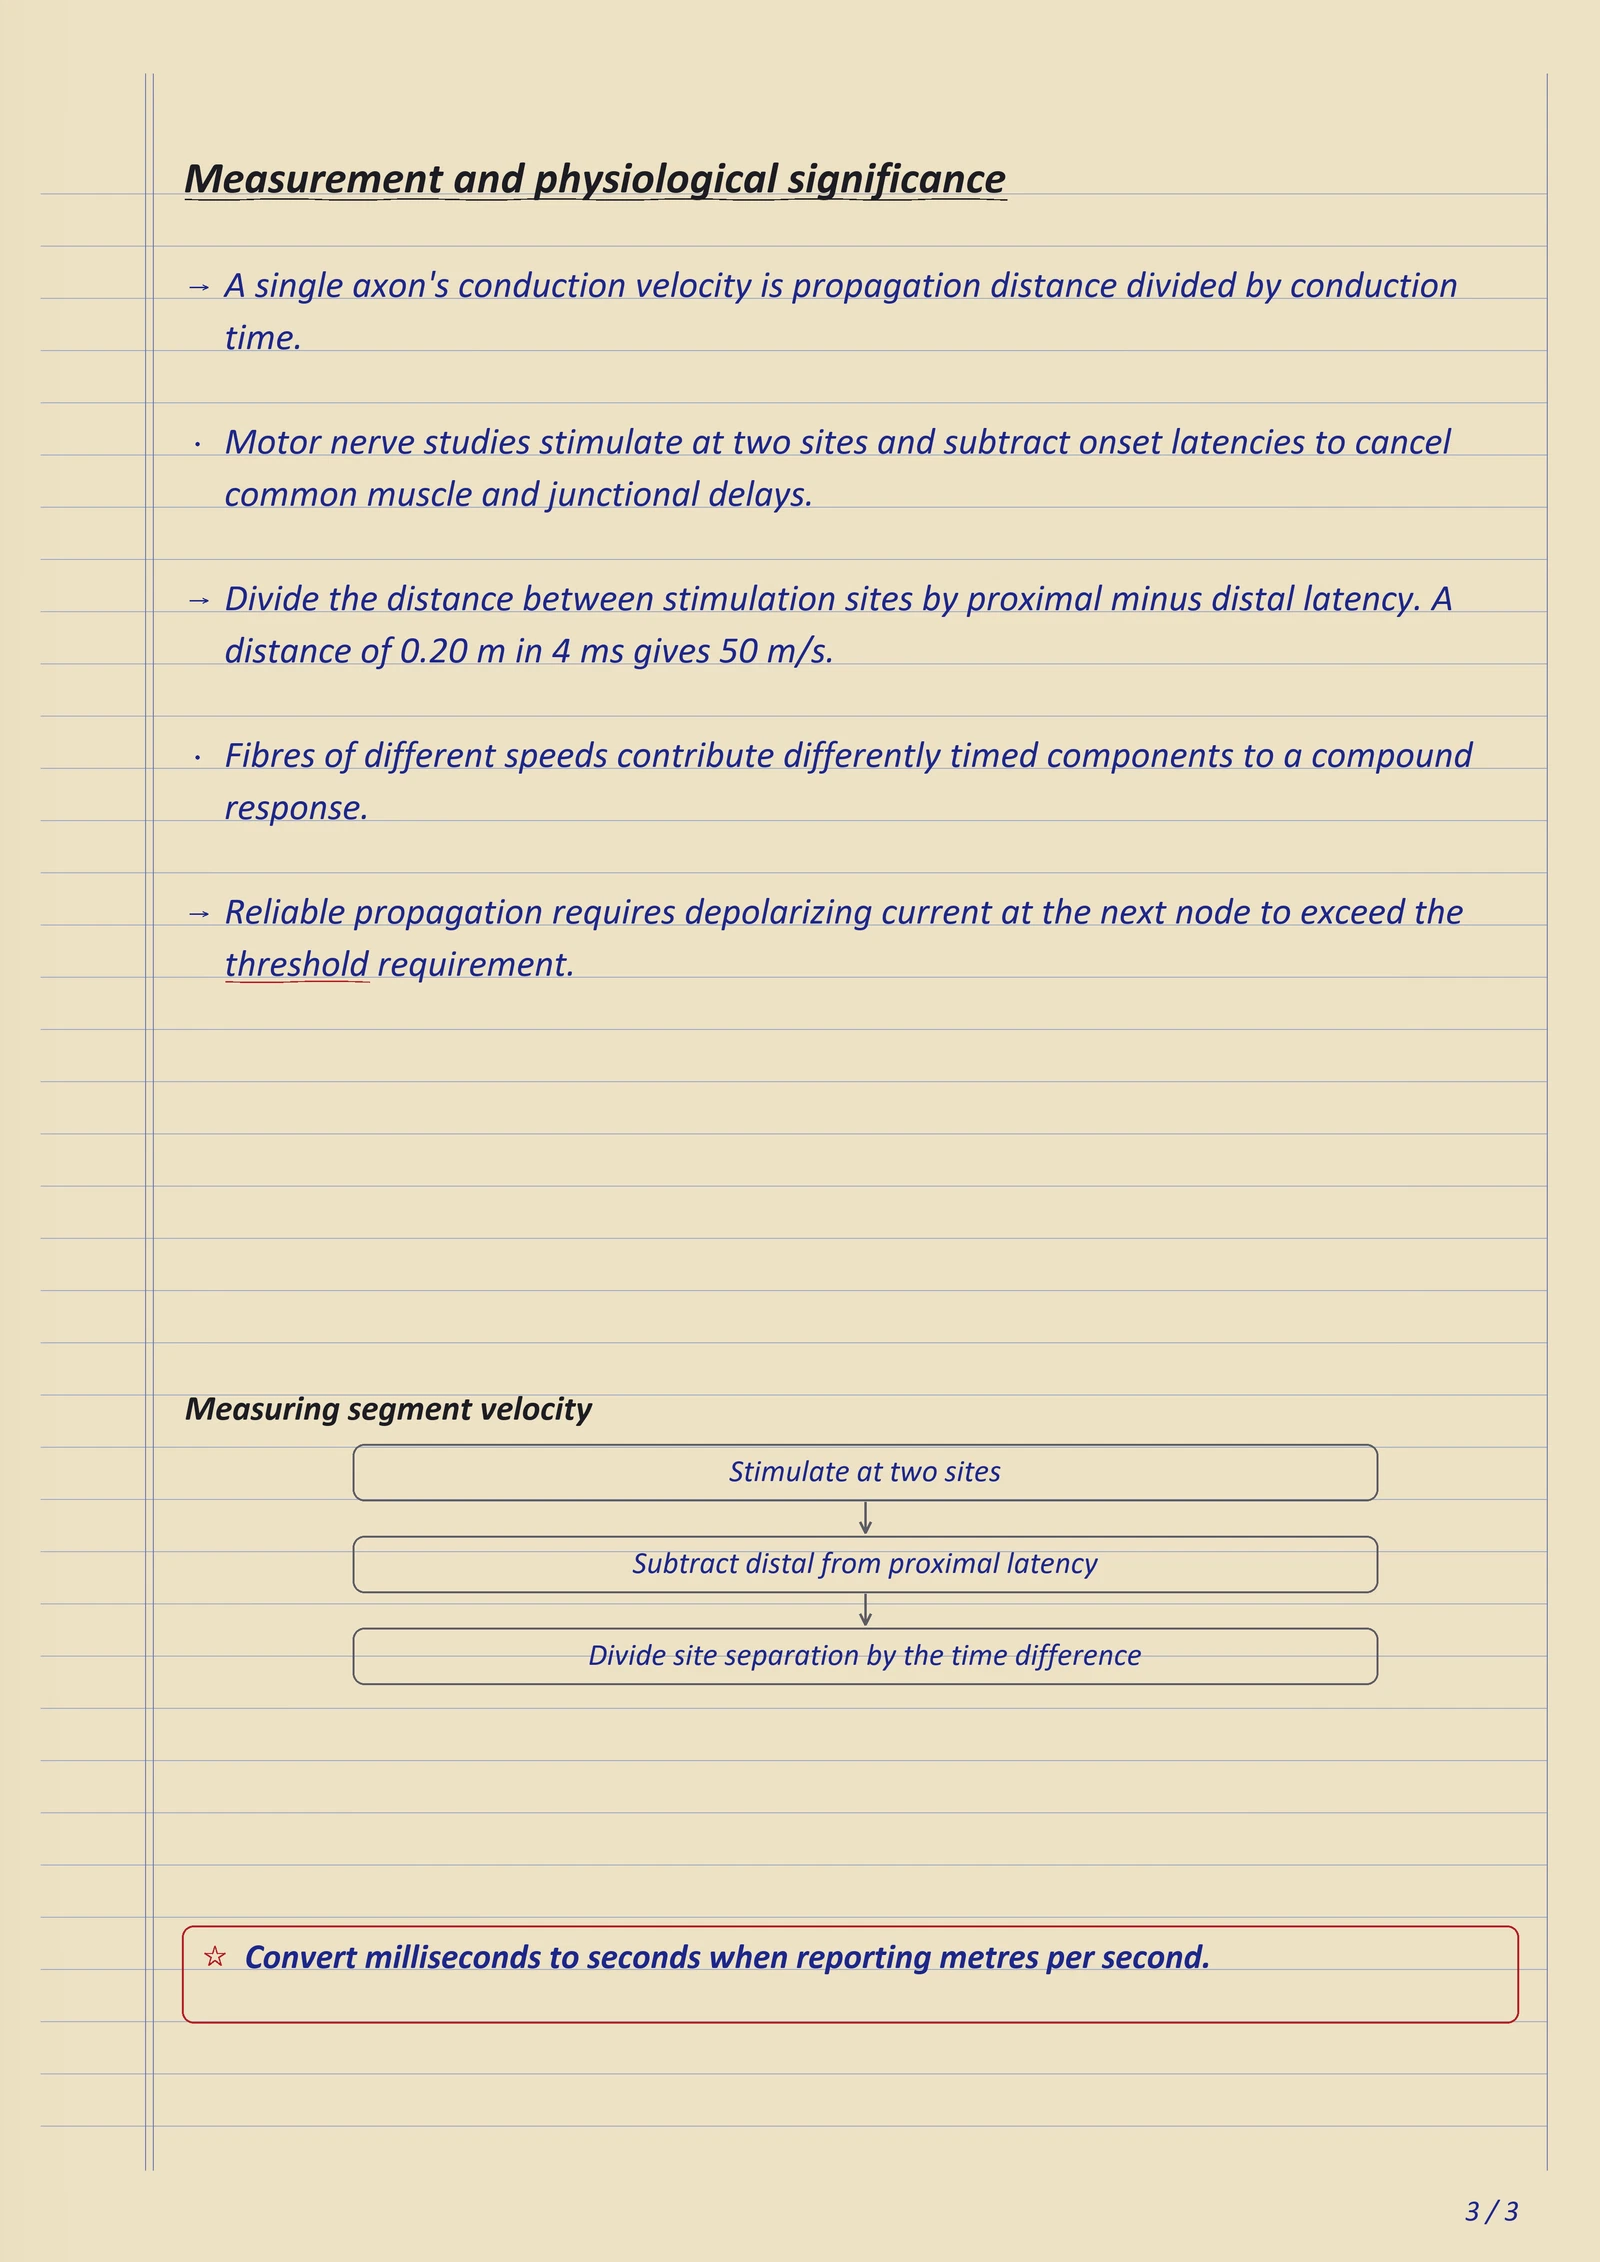 Measurement and physiological significance
→ A single axon's conduction velocity is propagation distance divided by conduction
time.
· Motor nerve studies stimulate at two sites and subtract onset latencies to cancel
common muscle and junctional delays.
→ Divide the distance between stimulation sites by proximal minus distal latency. A
distance of 0.20 m in 4 ms gives 50 m/s.
· Fibres of different speeds contribute differently timed components to a compound
response.
→ Reliable propagation requires depolarizing current at the next node to exceed the
threshold requirement.
Measuring segment velocity
Stimulate at two sites
Subtract distal from proximal latency
Divide site separation by the time difference
☆ Convert milliseconds to seconds when reporting metres per second.
3 / 3